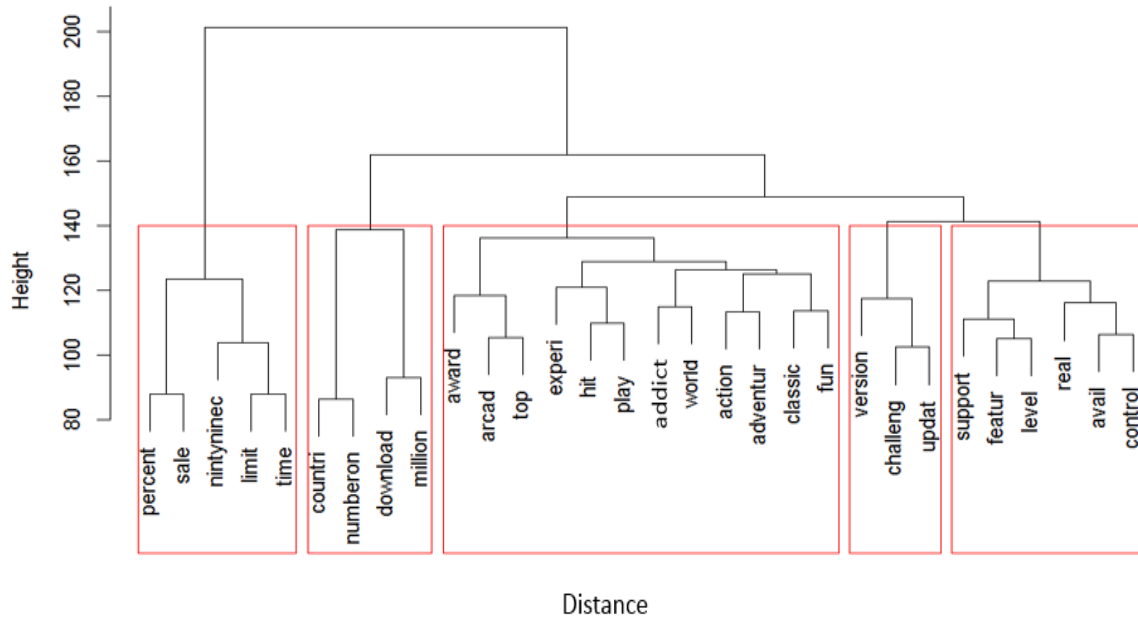 200
180
160
140
120
100
80
Height
percent
sale
nintyninec
limit
time
countri
numberon
download
million
award
arcad
top
experi
hit
play
addict
world
action
adventur
classic
fun
version
challeng
updat
support
featur
level
real
avail
control
Distance